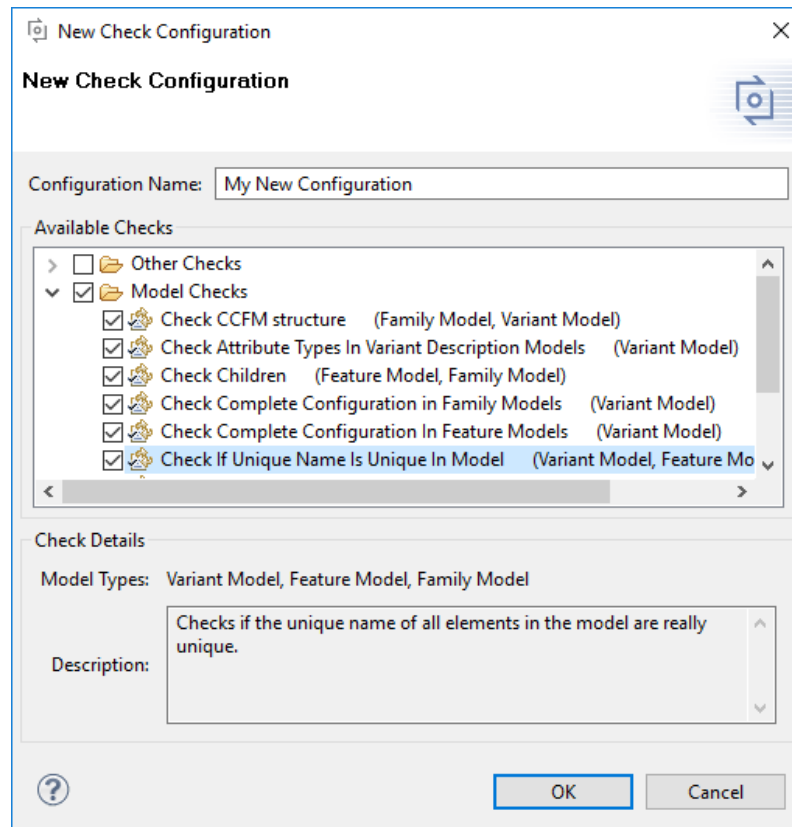 New Check Configuration
New Check Configuration
Configuration Name: My New Configuration
Available Checks
Other Checks
Model Checks
Check CCFM structure (Family Model, Variant Model)
Check Attribute Types In Variant Description Models (Variant Model)
Check Children (Feature Model, Family Model)
Check Complete Configuration in Family Models (Variant Model)
Check Complete Configuration In Feature Models (Variant Model)
Check If Unique Name Is Unique In Model (Variant Model, Feature Mo
Check Details
Model Types: Variant Model, Feature Model, Family Model
Checks if the unique name of all elements in the model are really
unique.
Description:
? OK Cancel